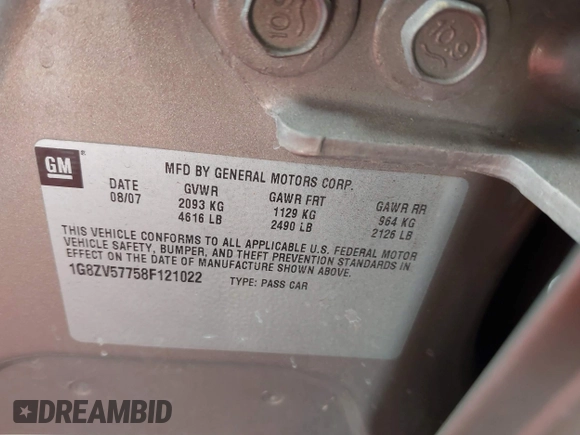 10.9
GM
MFD BY GENERAL MOTORS CORP.
DATE GVWR GAWR FRT GAWR RR
08/07 2093 KG 1129 KG 964 KG
4616 LB 2490 LB 2126 LB
THIS VEHICLE CONFORMS TO ALL APPLICABLE U.S. FEDERAL MOTOR
VEHICLE SAFETY, BUMPER, AND THEFT PREVENTION STANDARDS IN
EFFECT ON THE DATE OF MANUFACTURE SHOWN ABOVE.
1G8ZV57758F121022 TYPE: PASS CAR
DREAMBID